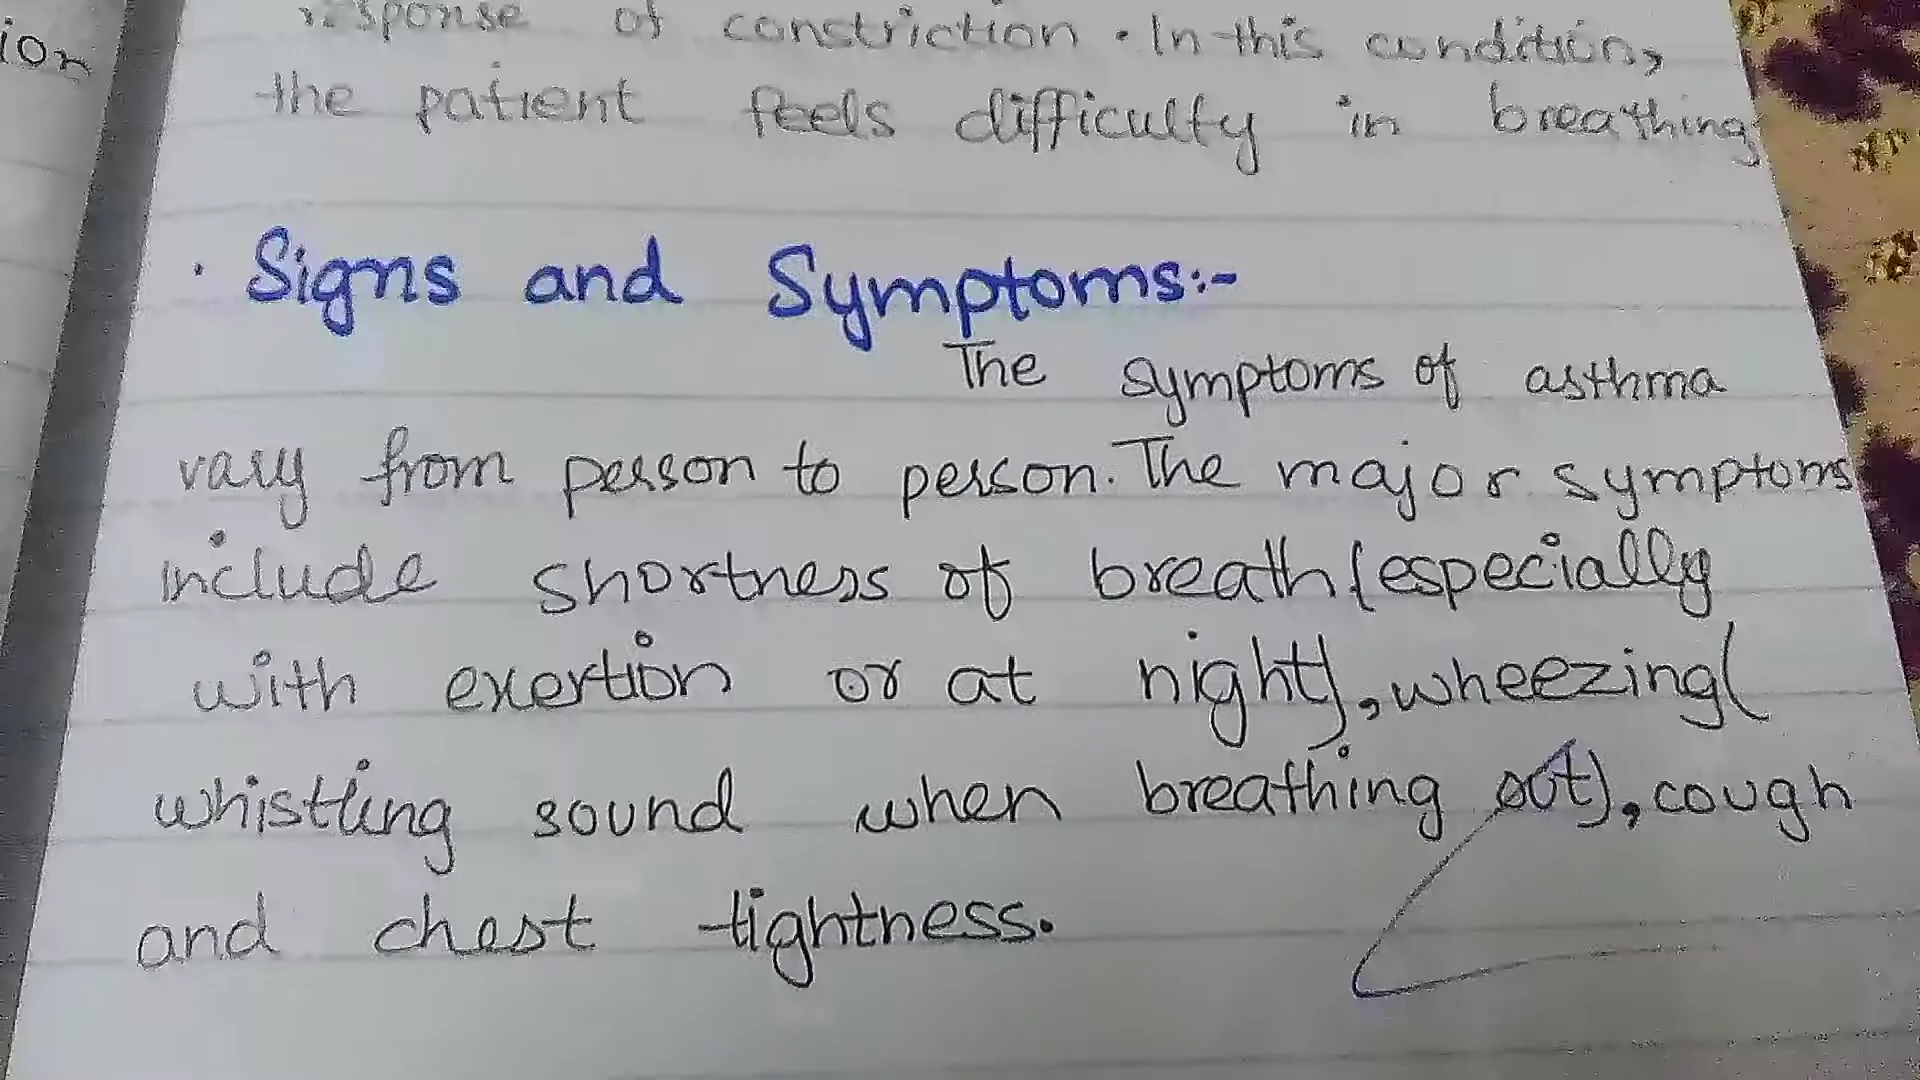 ion
response of constriction. In this condition,
the patient feels difficulty in breathing
· Signs and Symptoms:-
The symptoms of asthma
vary from person to person. The major symptoms
include shortness of breath (especially
with exertion or at night), wheezing(
whistling sound when breathing out), cough
and chest tightness.